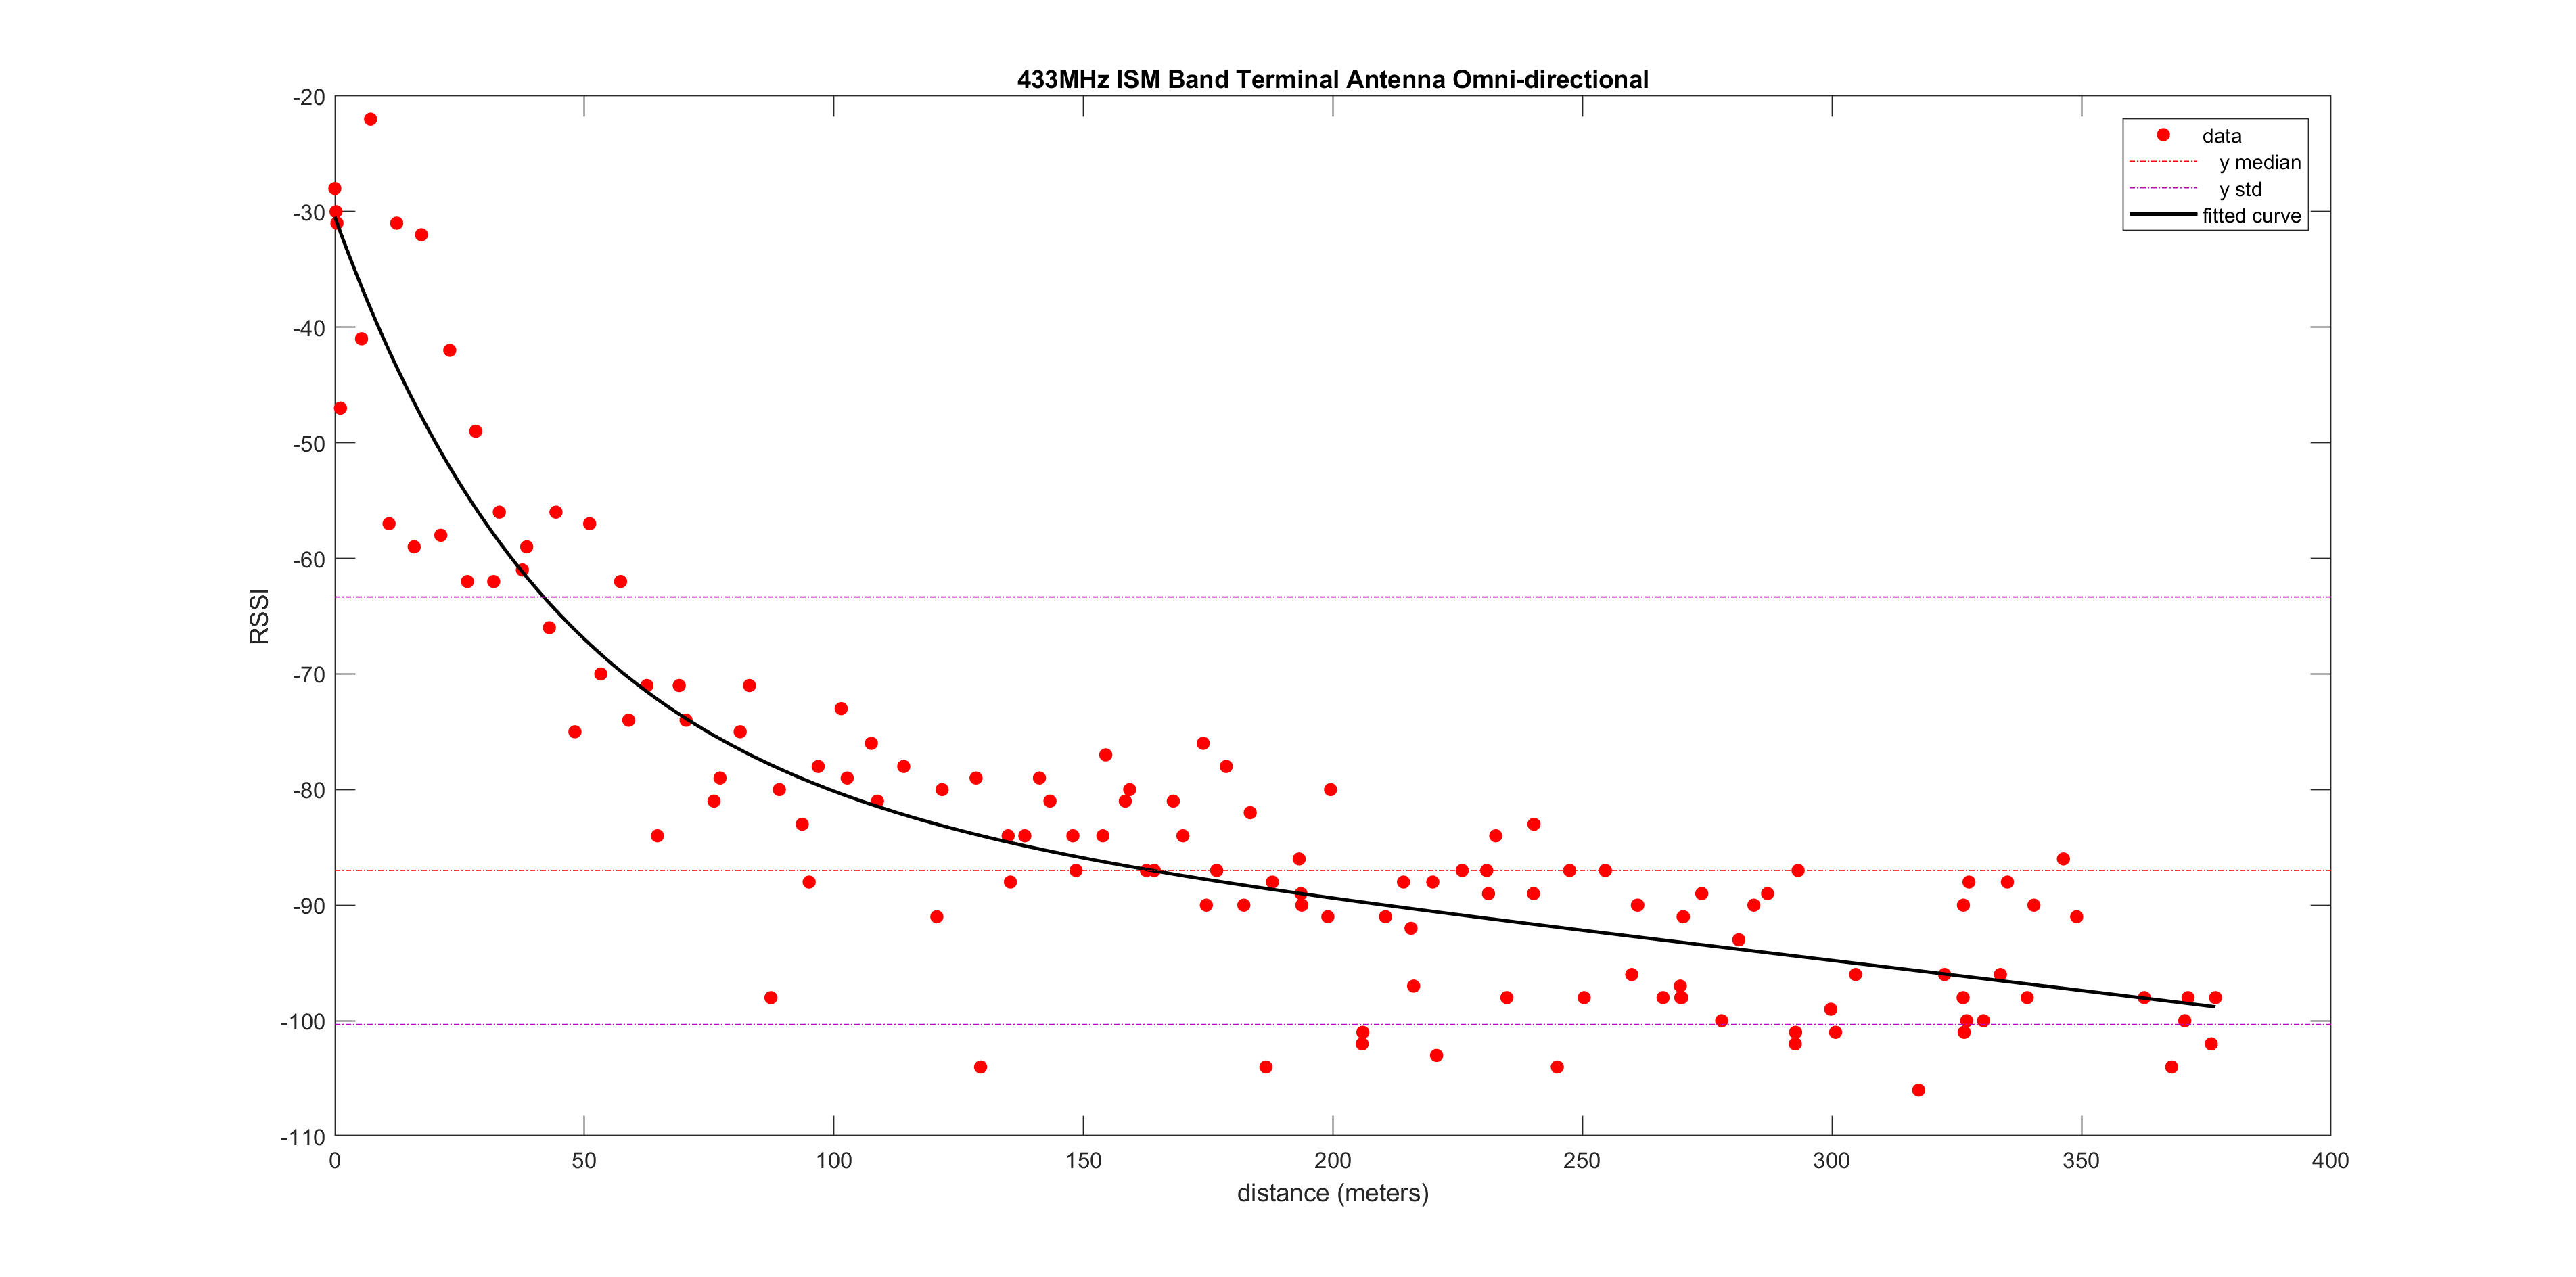 433MHz ISM Band Terminal Antenna Omni-directional
-20
-30
-40
-50
-60
-70
-80
-90
-100
-110
RSSI
data
y median
y std
fitted curve
0 50 100 150 200 250 300 350 400
distance (meters)